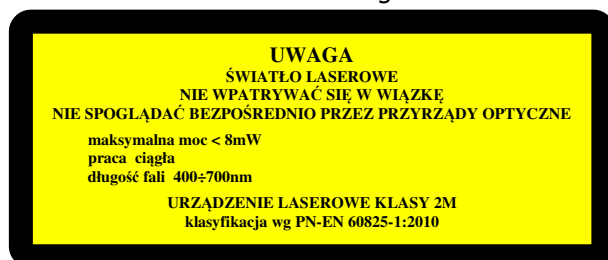 UWAGA
ŚWIATŁO LASEROWE
NIE WPATRYWAĆ SIĘ W WIĄZKĘ
NIE SPOGLĄDAĆ BEZPOŚREDNIO PRZEZ PRZYRZĄDY OPTYCZNE
maksymalna moc < 8mW
praca ciągła
długość fali 400÷700nm
URZĄDZENIE LASEROWE KLASY 2M
klasyfikacja wg PN-EN 60825-1:2010